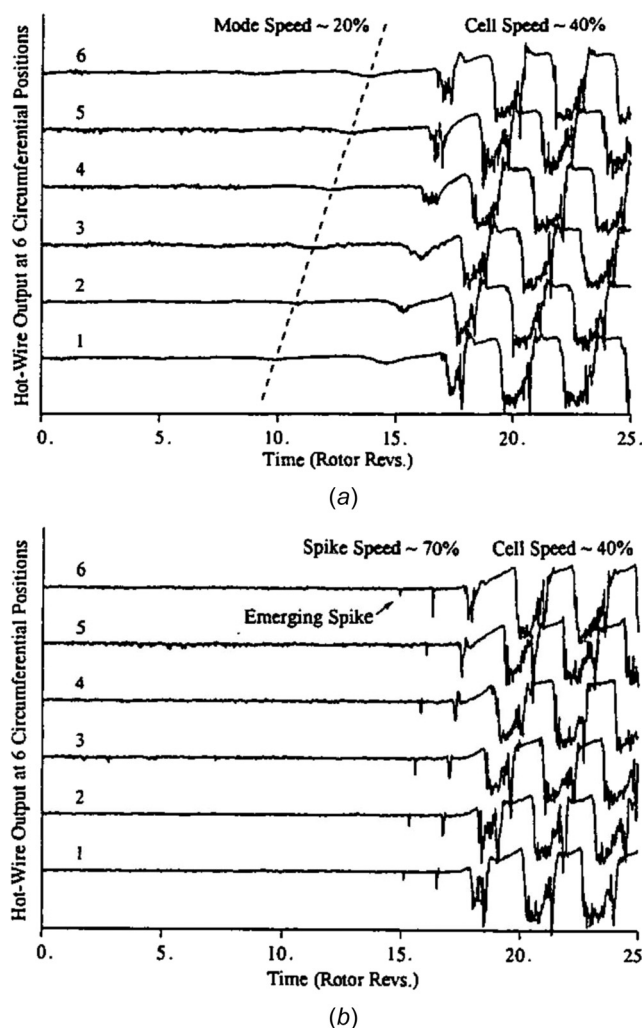 Mode Speed ~ 20% Cell Speed ~ 40%
Hot-Wire Output at 6 Circumferential Positions
6
5
4
3
2
1
0. 5. 10. 15. 20. 25.
Time (Rotor Revs.)
(a)
Spike Speed ~ 70% Cell Speed ~ 40%
Hot-Wire Output at 6 Circumferential Positions
6
Emerging Spike
5
4
3
2
1
0. 5. 10. 15. 20. 25.
Time (Rotor Revs.)
(b)